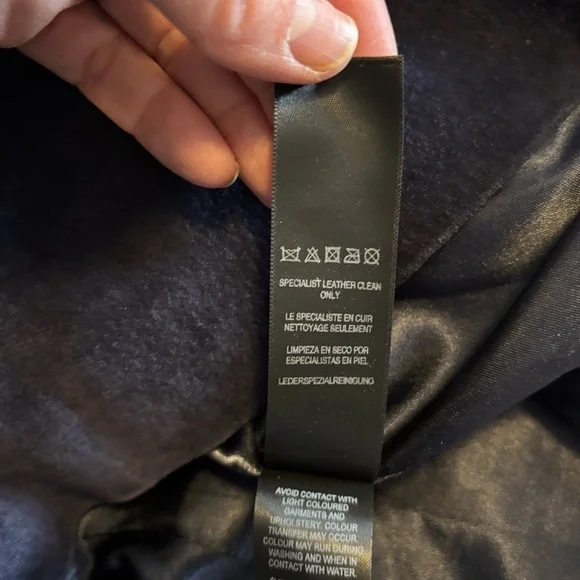 SPECIALIST LEATHER CLEAN
ONLY
LE SPECIALISTE EN CUIR
NETTOYAGE SEULEMENT
LIMPIEZA EN SECO POR
ESPECIALISTAS EN PIEL
LEDERSPEZIALREINIGUNG
AVOID CONTACT WITH
LIGHT COLOURED
GARMENTS AND
UPHOLSTERY. COLOUR
TRANSFER MAY OCCUR.
COLOUR MAY RUN DURING
WASHING AND WHEN IN
CONTACT WITH WATER.